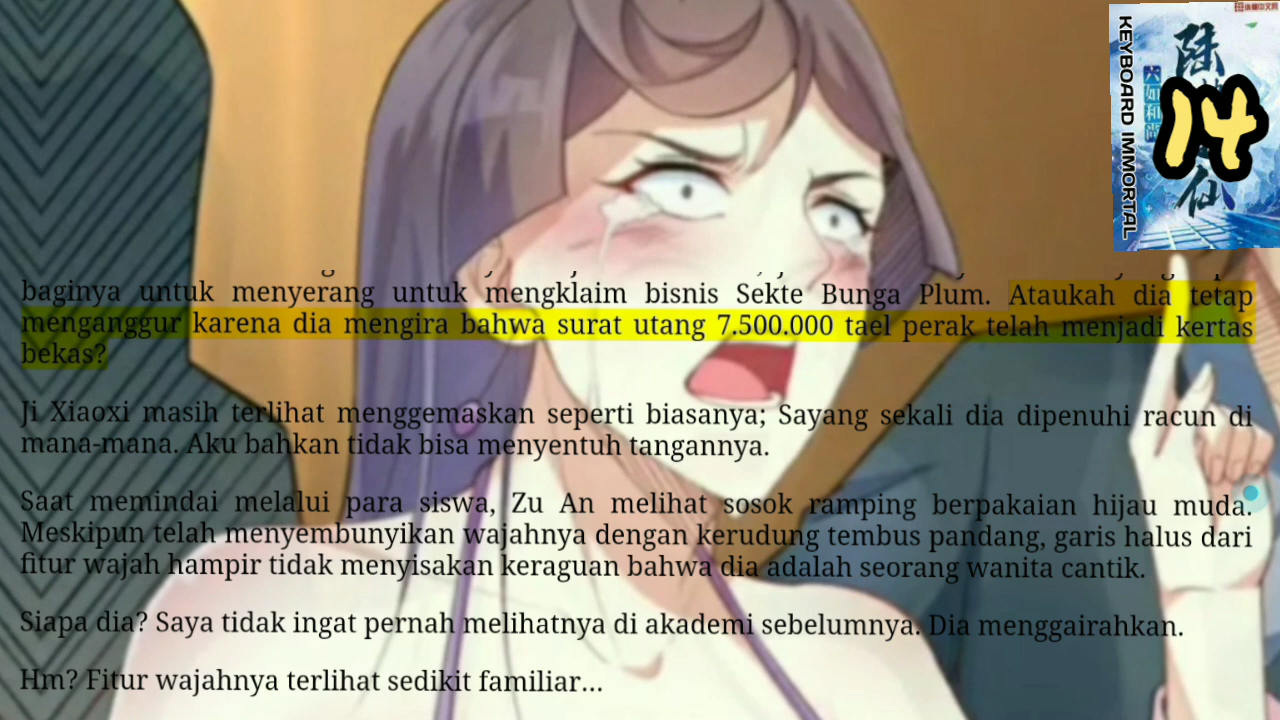 KEYBOARD IMMORTAL
14
baginya untuk menyerang untuk mengklaim bisnis Sekte Bunga Plum. Ataukah dia tetap
menganggur karena dia mengira bahwa surat utang 7.500.000 tael perak telah menjadi kertas
bekas?
Ji Xiaoxi masih terlihat menggemaskan seperti biasanya; Sayang sekali dia dipenuhi racun di
mana-mana. Aku bahkan tidak bisa menyentuh tangannya.
Saat memindai melalui para siswa, Zu An melihat sosok ramping berpakaian hijau muda.
Meskipun telah menyembunyikan wajahnya dengan kerudung tembus pandang, garis halus dari
fitur wajah hampir tidak menyisakan keraguan bahwa dia adalah seorang wanita cantik.
Siapa dia? Saya tidak ingat pernah melihatnya di akademi sebelumnya. Dia menggairahkan.
Hm? Fitur wajahnya terlihat sedikit familiar...